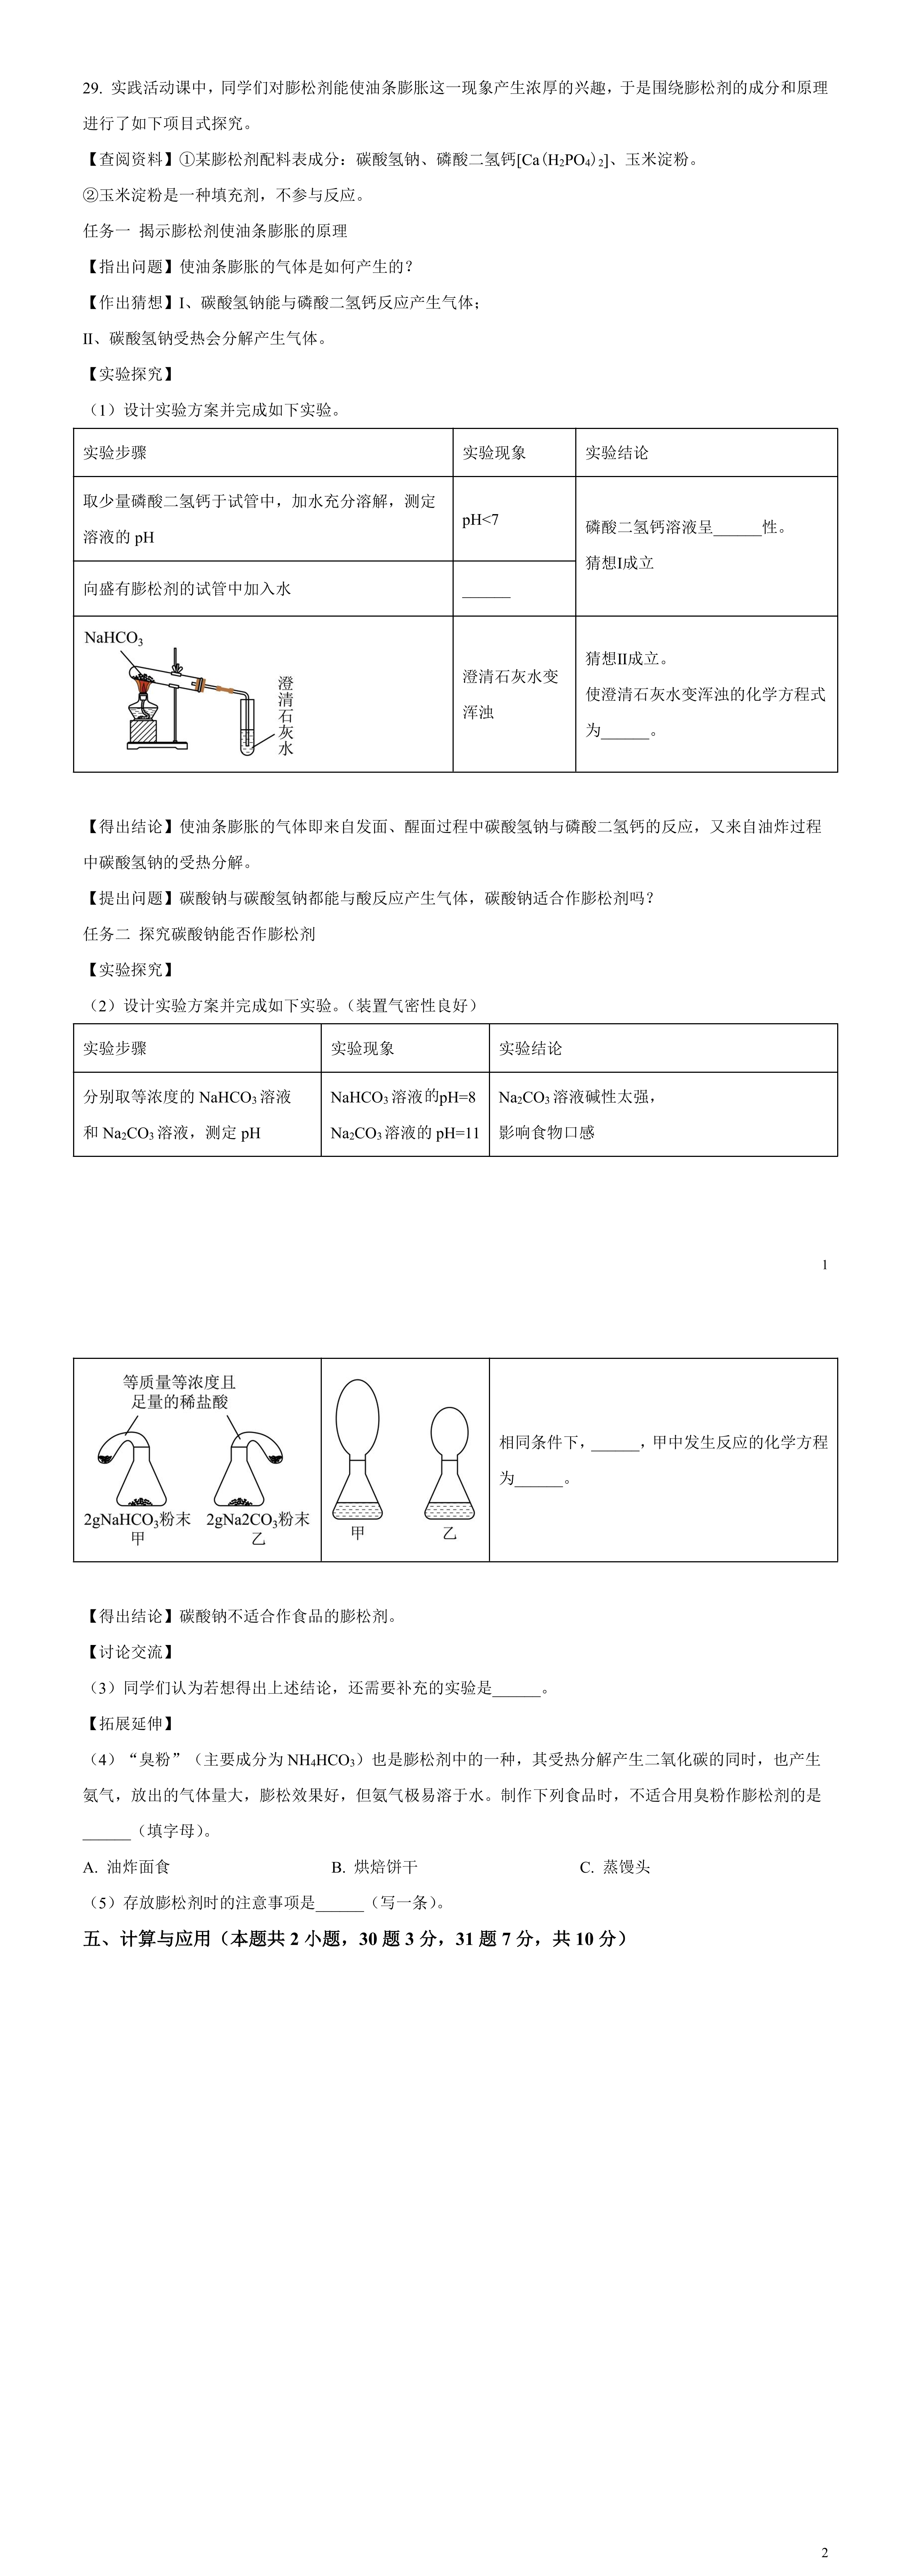 29. 实践活动课中，同学们对膨松剂能使油条膨胀这一现象产生浓厚的兴趣，于是围绕膨松剂的成分和原理
进行了如下项目式探究。
【查阅资料】①某膨松剂配料表成分：碳酸氢钠、磷酸二氢钙[Ca(H₂PO₄)₂]、玉米淀粉。
②玉米淀粉是一种填充剂，不参与反应。
任务一 揭示膨松剂使油条膨胀的原理
【指出问题】使油条膨胀的气体是如何产生的？
【作出猜想】I、碳酸氢钠能与磷酸二氢钙反应产生气体；
II、碳酸氢钠受热会分解产生气体。
【实验探究】
（1）设计实验方案并完成如下实验。
实验步骤 实验现象 实验结论
取少量磷酸二氢钙于试管中，加水充分溶解，测定
溶液的 pH
pH<7
磷酸二氢钙溶液呈______性。
猜想I成立
向盛有膨松剂的试管中加入水
______
NaHCO₃
澄清石灰水
澄清石灰水变
浑浊
猜想II成立。
使澄清石灰水变浑浊的化学方程式
为______。
【得出结论】使油条膨胀的气体即来自发面、醒面过程中碳酸氢钠与磷酸二氢钙的反应，又来自油炸过程
中碳酸氢钠的受热分解。
【提出问题】碳酸钠与碳酸氢钠都能与酸反应产生气体，碳酸钠适合作膨松剂吗？
任务二 探究碳酸钠能否作膨松剂
【实验探究】
（2）设计实验方案并完成如下实验。（装置气密性良好）
实验步骤 实验现象 实验结论
分别取等浓度的 NaHCO₃ 溶液
和 Na₂CO₃ 溶液，测定 pH
NaHCO₃ 溶液的pH=8
Na₂CO₃ 溶液的 pH=11
Na₂CO₃ 溶液碱性太强，
影响食物口感
1
等质量等浓度且
足量的稀盐酸
2gNaHCO₃粉末 2gNa2CO₃粉末
甲 乙
甲 乙
相同条件下，______，甲中发生反应的化学方程
为______。
【得出结论】碳酸钠不适合作食品的膨松剂。
【讨论交流】
（3）同学们认为若想得出上述结论，还需要补充的实验是______。
【拓展延伸】
（4）“臭粉”（主要成分为 NH₄HCO₃）也是膨松剂中的一种，其受热分解产生二氧化碳的同时，也产生
氨气，放出的气体量大，膨松效果好，但氨气极易溶于水。制作下列食品时，不适合用臭粉作膨松剂的是
______（填字母）。
A. 油炸面食 B. 烘焙饼干 C. 蒸馒头
（5）存放膨松剂时的注意事项是______（写一条）。
五、计算与应用（本题共 2 小题，30 题 3 分，31 题 7 分，共 10 分）
2